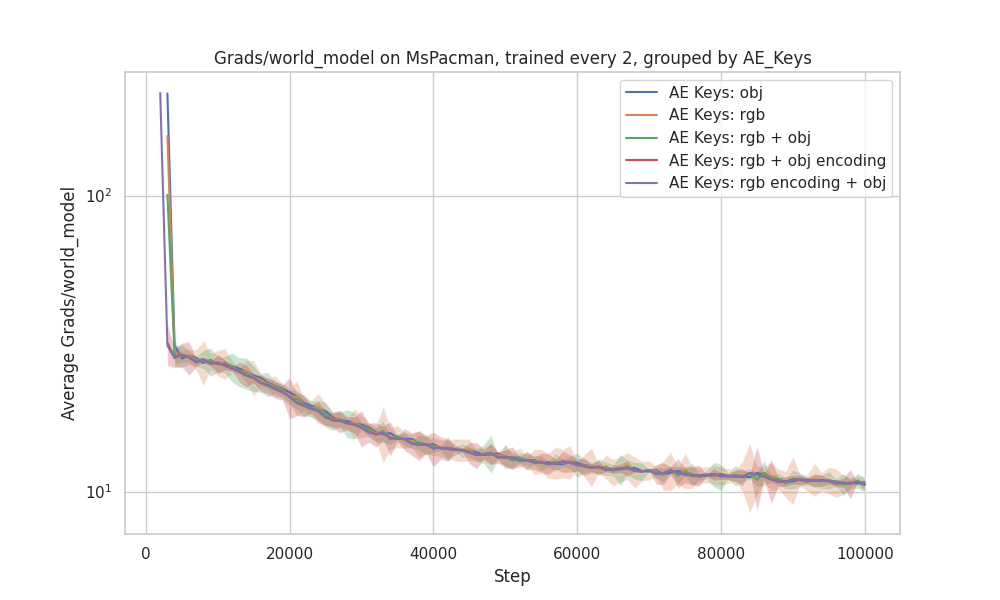 Grads/world_model on MsPacman, trained every 2, grouped by AE_Keys
AE Keys: obj
AE Keys: rgb
AE Keys: rgb + obj
AE Keys: rgb + obj encoding
AE Keys: rgb encoding + obj
10²
10¹
Average Grads/world_model
0 20000 40000 60000 80000 100000
Step